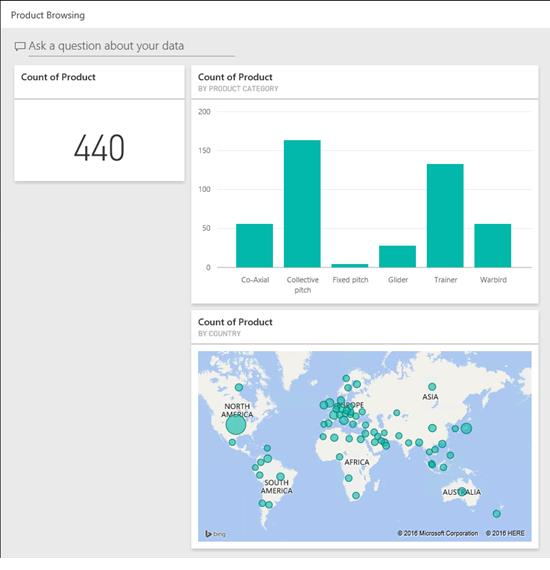 Product Browsing
Ask a question about your data
Count of Product
440
Count of Product
BY PRODUCT CATEGORY
200
150
100
50
0
Co-Axial
Collective
pitch
Fixed pitch
Glider
Trainer
Warbird
Count of Product
BY COUNTRY
NORTH
AMERICA
EUROPE
ASIA
AFRICA
SOUTH
AMERICA
AUSTRALIA
bing
© 2016 Microsoft Corporation © 2016 HERE